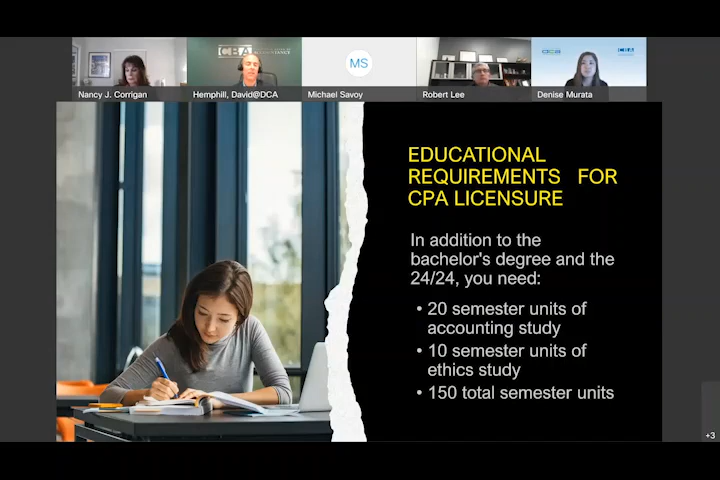 CBA
CBA
MS
Nancy J. Corrigan
Hemphill, David@DCA
Michael Savoy
Robert Lee
Denise Murata
EDUCATIONAL
REQUIREMENTS FOR
CPA LICENSURE
In addition to the
bachelor's degree and the
24/24, you need:
• 20 semester units of
accounting study
• 10 semester units of
ethics study
• 150 total semester units
+3